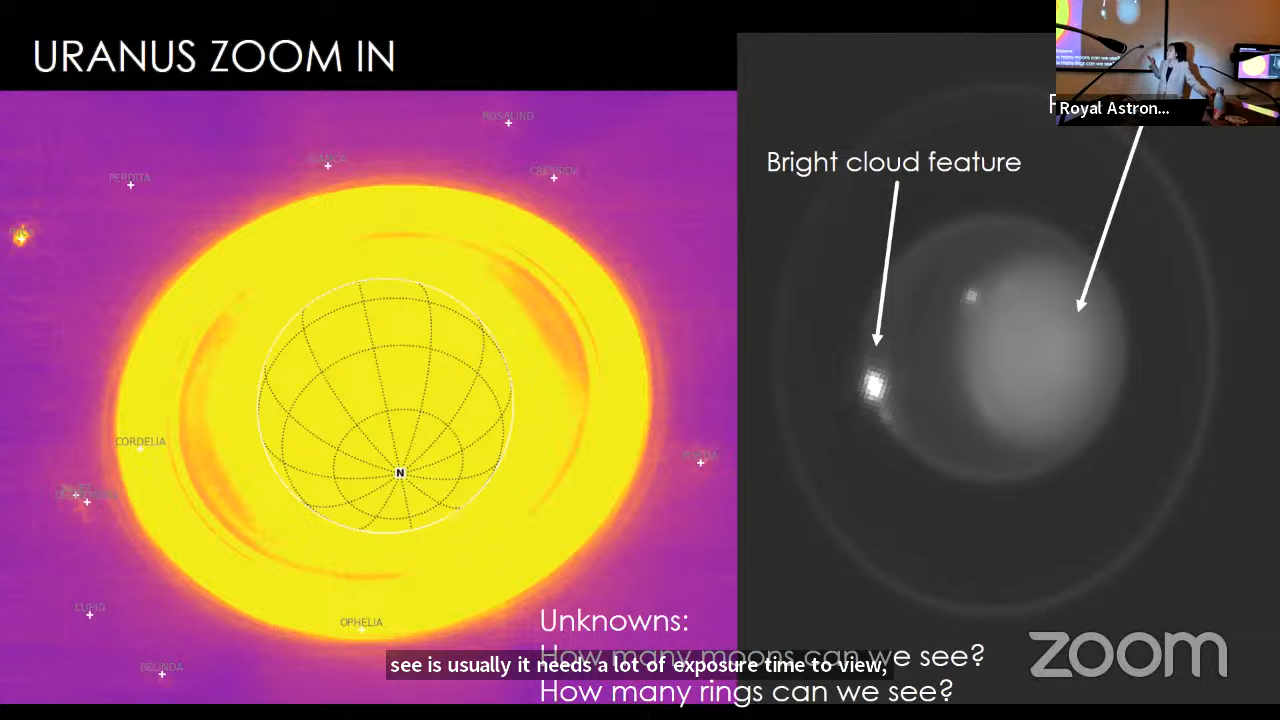 URANUS ZOOM IN
Royal Astron...
Bright cloud feature
ROSALIND
BIANCA
CRESSIDA
PERDITA
N
CORDELIA
CUPID
OPHELIA
BELINDA
Unknowns:
How many moons can we see?
see is usually it needs a lot of exposure time to view,
How many rings can we see?
zoom